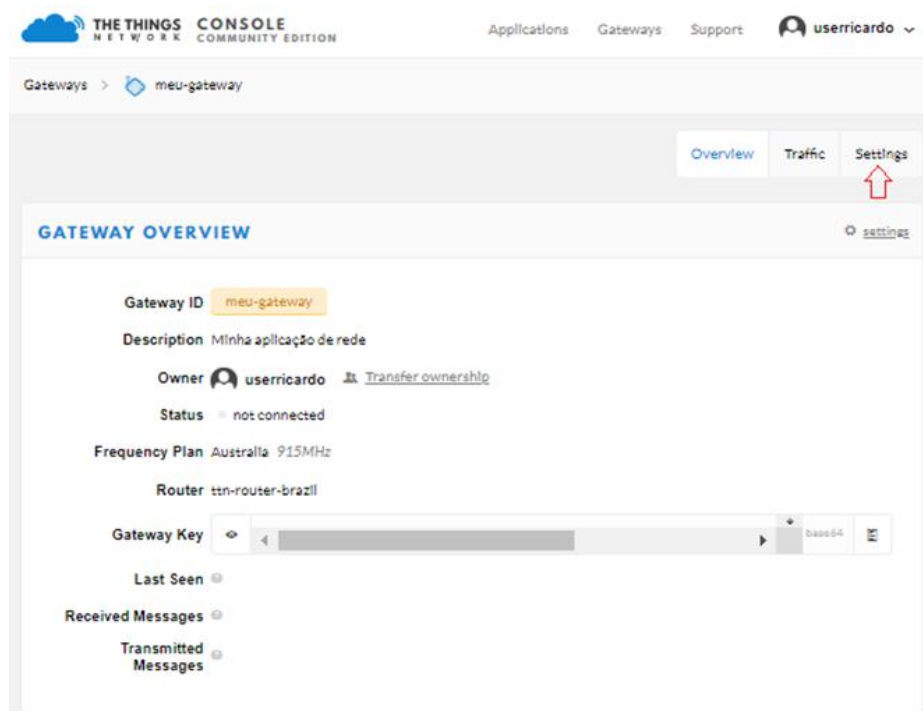 THE THINGS NETWORK CONSOLE COMMUNITY EDITION
Applications Gateways Support userricardo
Gateways > meu-gateway
Overview Traffic Settings
GATEWAY OVERVIEW settings
Gateway ID meu-gateway
Description Minha aplicação de rede
Owner userricardo Transfer ownership
Status not connected
Frequency Plan Australia 915MHz
Router ttn-router-brazil
Gateway Key base64
Last Seen
Received Messages
Transmitted
Messages